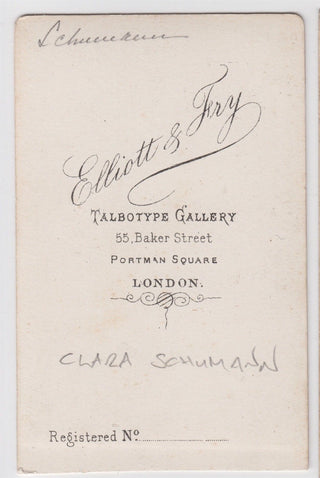 Schumann
Elliott & Fry
TALBOTYPE GALLERY
55, Baker Street
PORTMAN SQUARE
LONDON.
CLARA SCHUMANN
Registered No